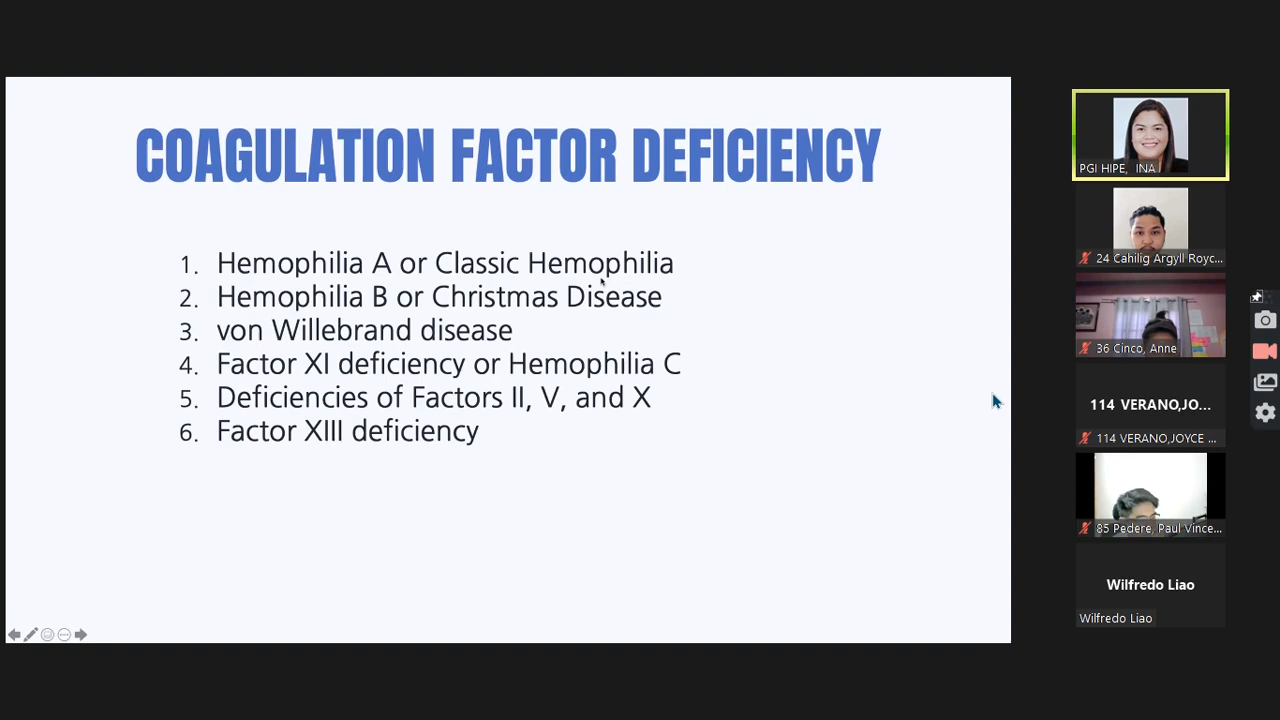 COAGULATION FACTOR DEFICIENCY
1. Hemophilia A or Classic Hemophilia
2. Hemophilia B or Christmas Disease
3. von Willebrand disease
4. Factor XI deficiency or Hemophilia C
5. Deficiencies of Factors II, V, and X
6. Factor XIII deficiency
PGI HIPE, INA
24 Cahilig Argyll Royc...
36 Cinco, Anne
114 VERANO,JO...
114 VERANO,JOYCE ...
85 Pedere, Paul Vince...
Wilfredo Liao
Wilfredo Liao